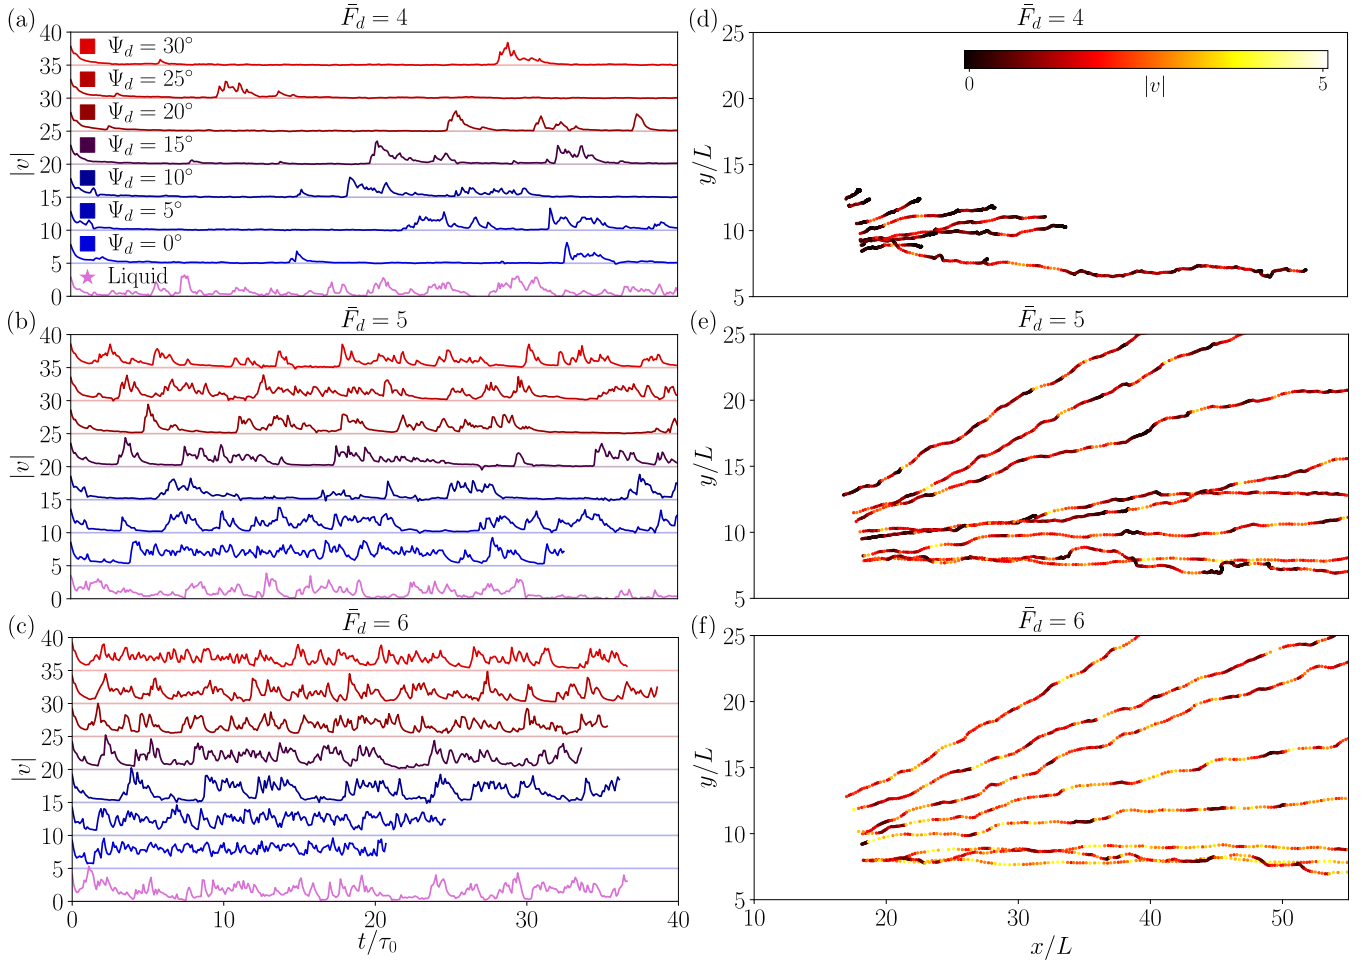 (a) F̄_d = 4
40
35
30
25
20
15
10
5
0
|v|
Ψ_d = 30°
Ψ_d = 25°
Ψ_d = 20°
Ψ_d = 15°
Ψ_d = 10°
Ψ_d = 5°
Ψ_d = 0°
Liquid
(d) F̄_d = 4
25
20
15
10
5
y/L
0 |v| 5
(b) F̄_d = 5
40
35
30
25
20
15
10
5
0
|v|
(e) F̄_d = 5
25
20
15
10
5
y/L
(c) F̄_d = 6
40
35
30
25
20
15
10
5
0
|v|
0 10 20 30 40
t/τ₀
(f) F̄_d = 6
25
20
15
10
5
y/L
10 20 30 40 50
x/L